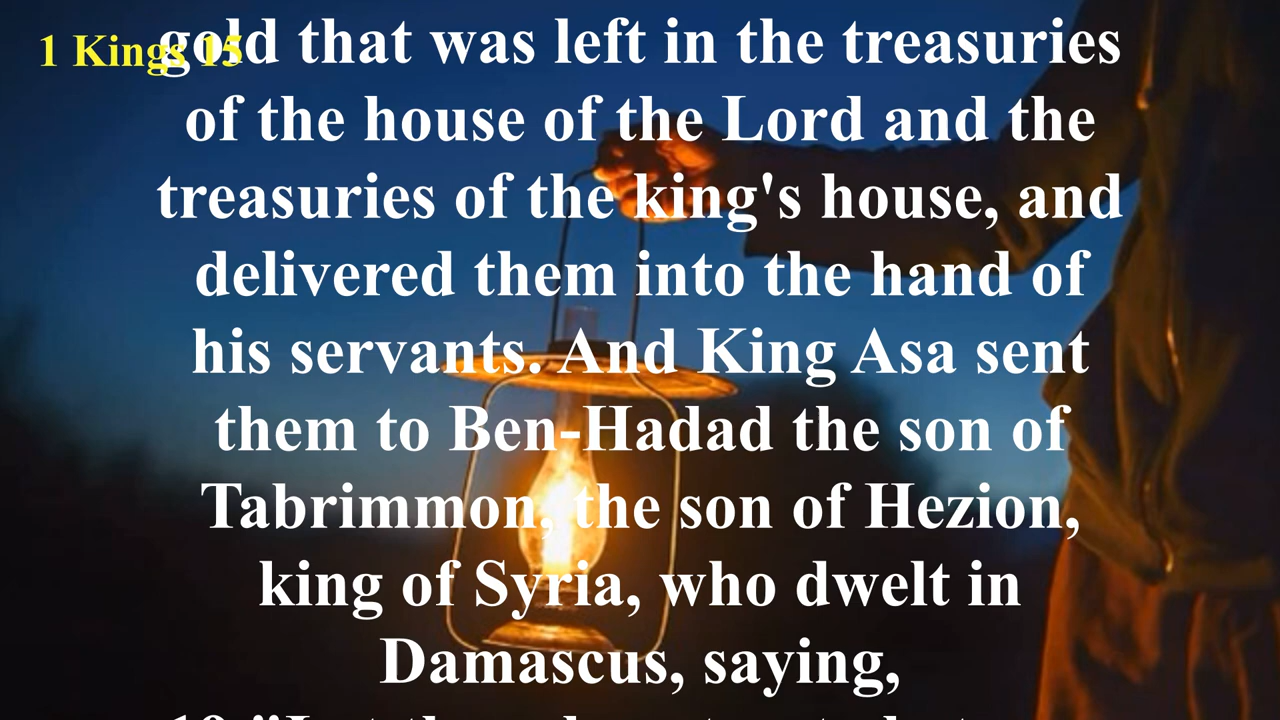 1 Kings 15
gold that was left in the treasuries
of the house of the Lord and the
treasuries of the king's house, and
delivered them into the hand of
his servants. And King Asa sent
them to Ben-Hadad the son of
Tabrimmon, the son of Hezion,
king of Syria, who dwelt in
Damascus, saying,